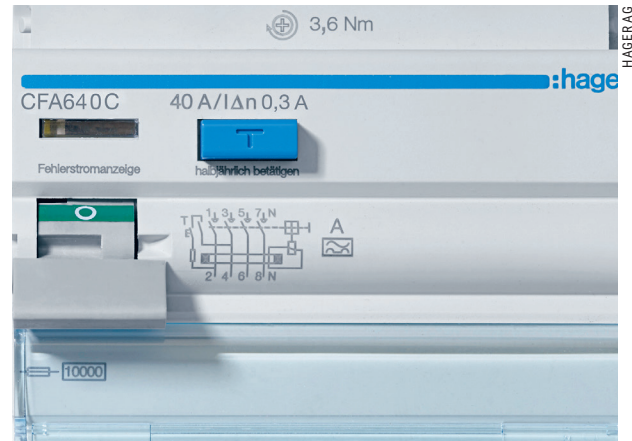 3,6 Nm
HAGER AG
:hage
CFA640C
40 A/I∆n 0,3 A
T
Fehlerstromanzeige
halbjährlich betätigen
O
1 3 5 7 N
T
E
A
2 4 6 8 N
10000